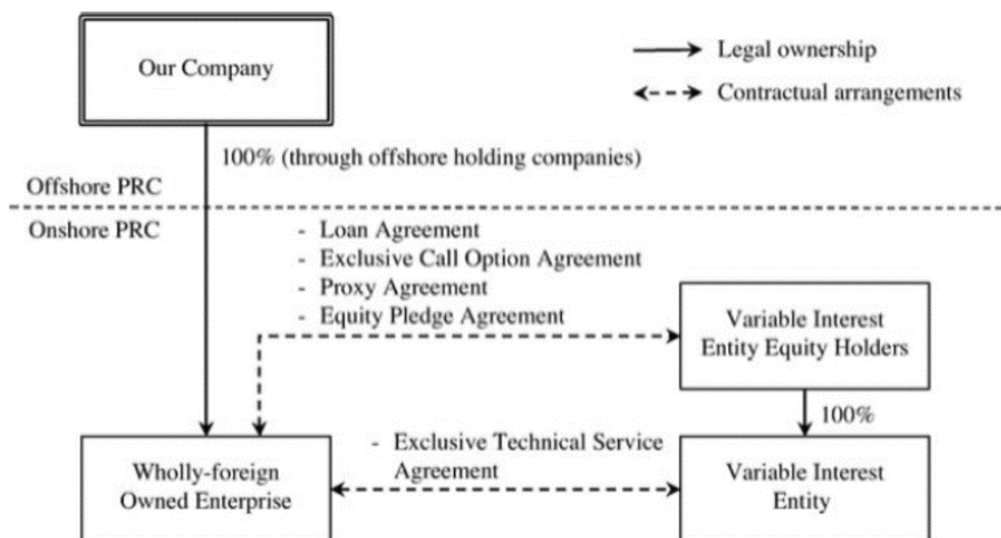 Our Company
Legal ownership
Contractual arrangements
100% (through offshore holding companies)
Offshore PRC
Onshore PRC
- Loan Agreement
- Exclusive Call Option Agreement
- Proxy Agreement
- Equity Pledge Agreement
Variable Interest
Entity Equity Holders
100%
- Exclusive Technical Service
Agreement
Wholly-foreign
Owned Enterprise
Variable Interest
Entity